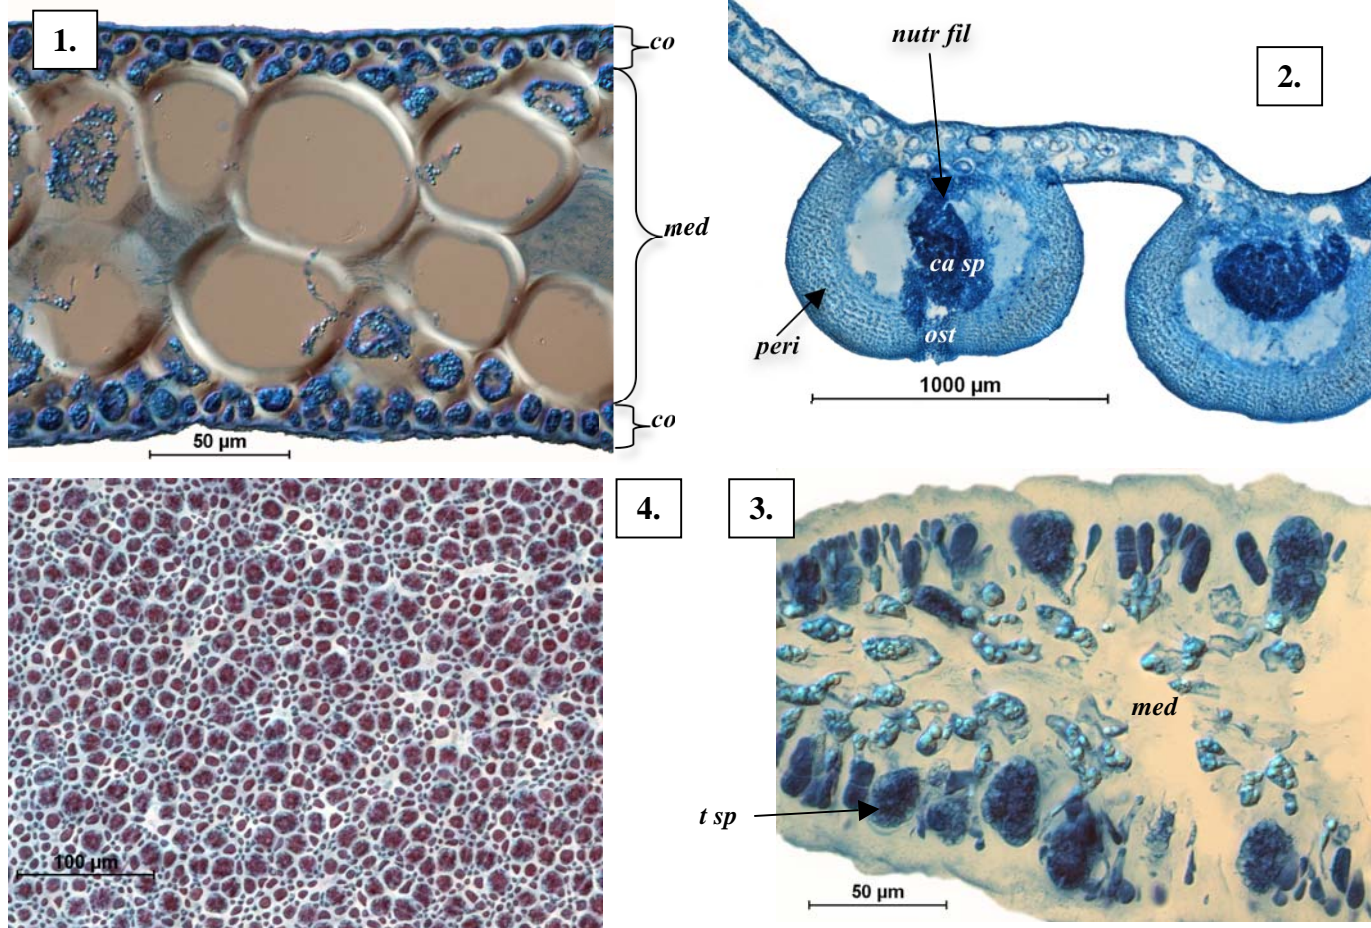 1.
co
med
co
50 µm
2.
nutr fil
ca sp
ost
peri
1000 µm
4.
100 µm
3.
med
t sp
50 µm